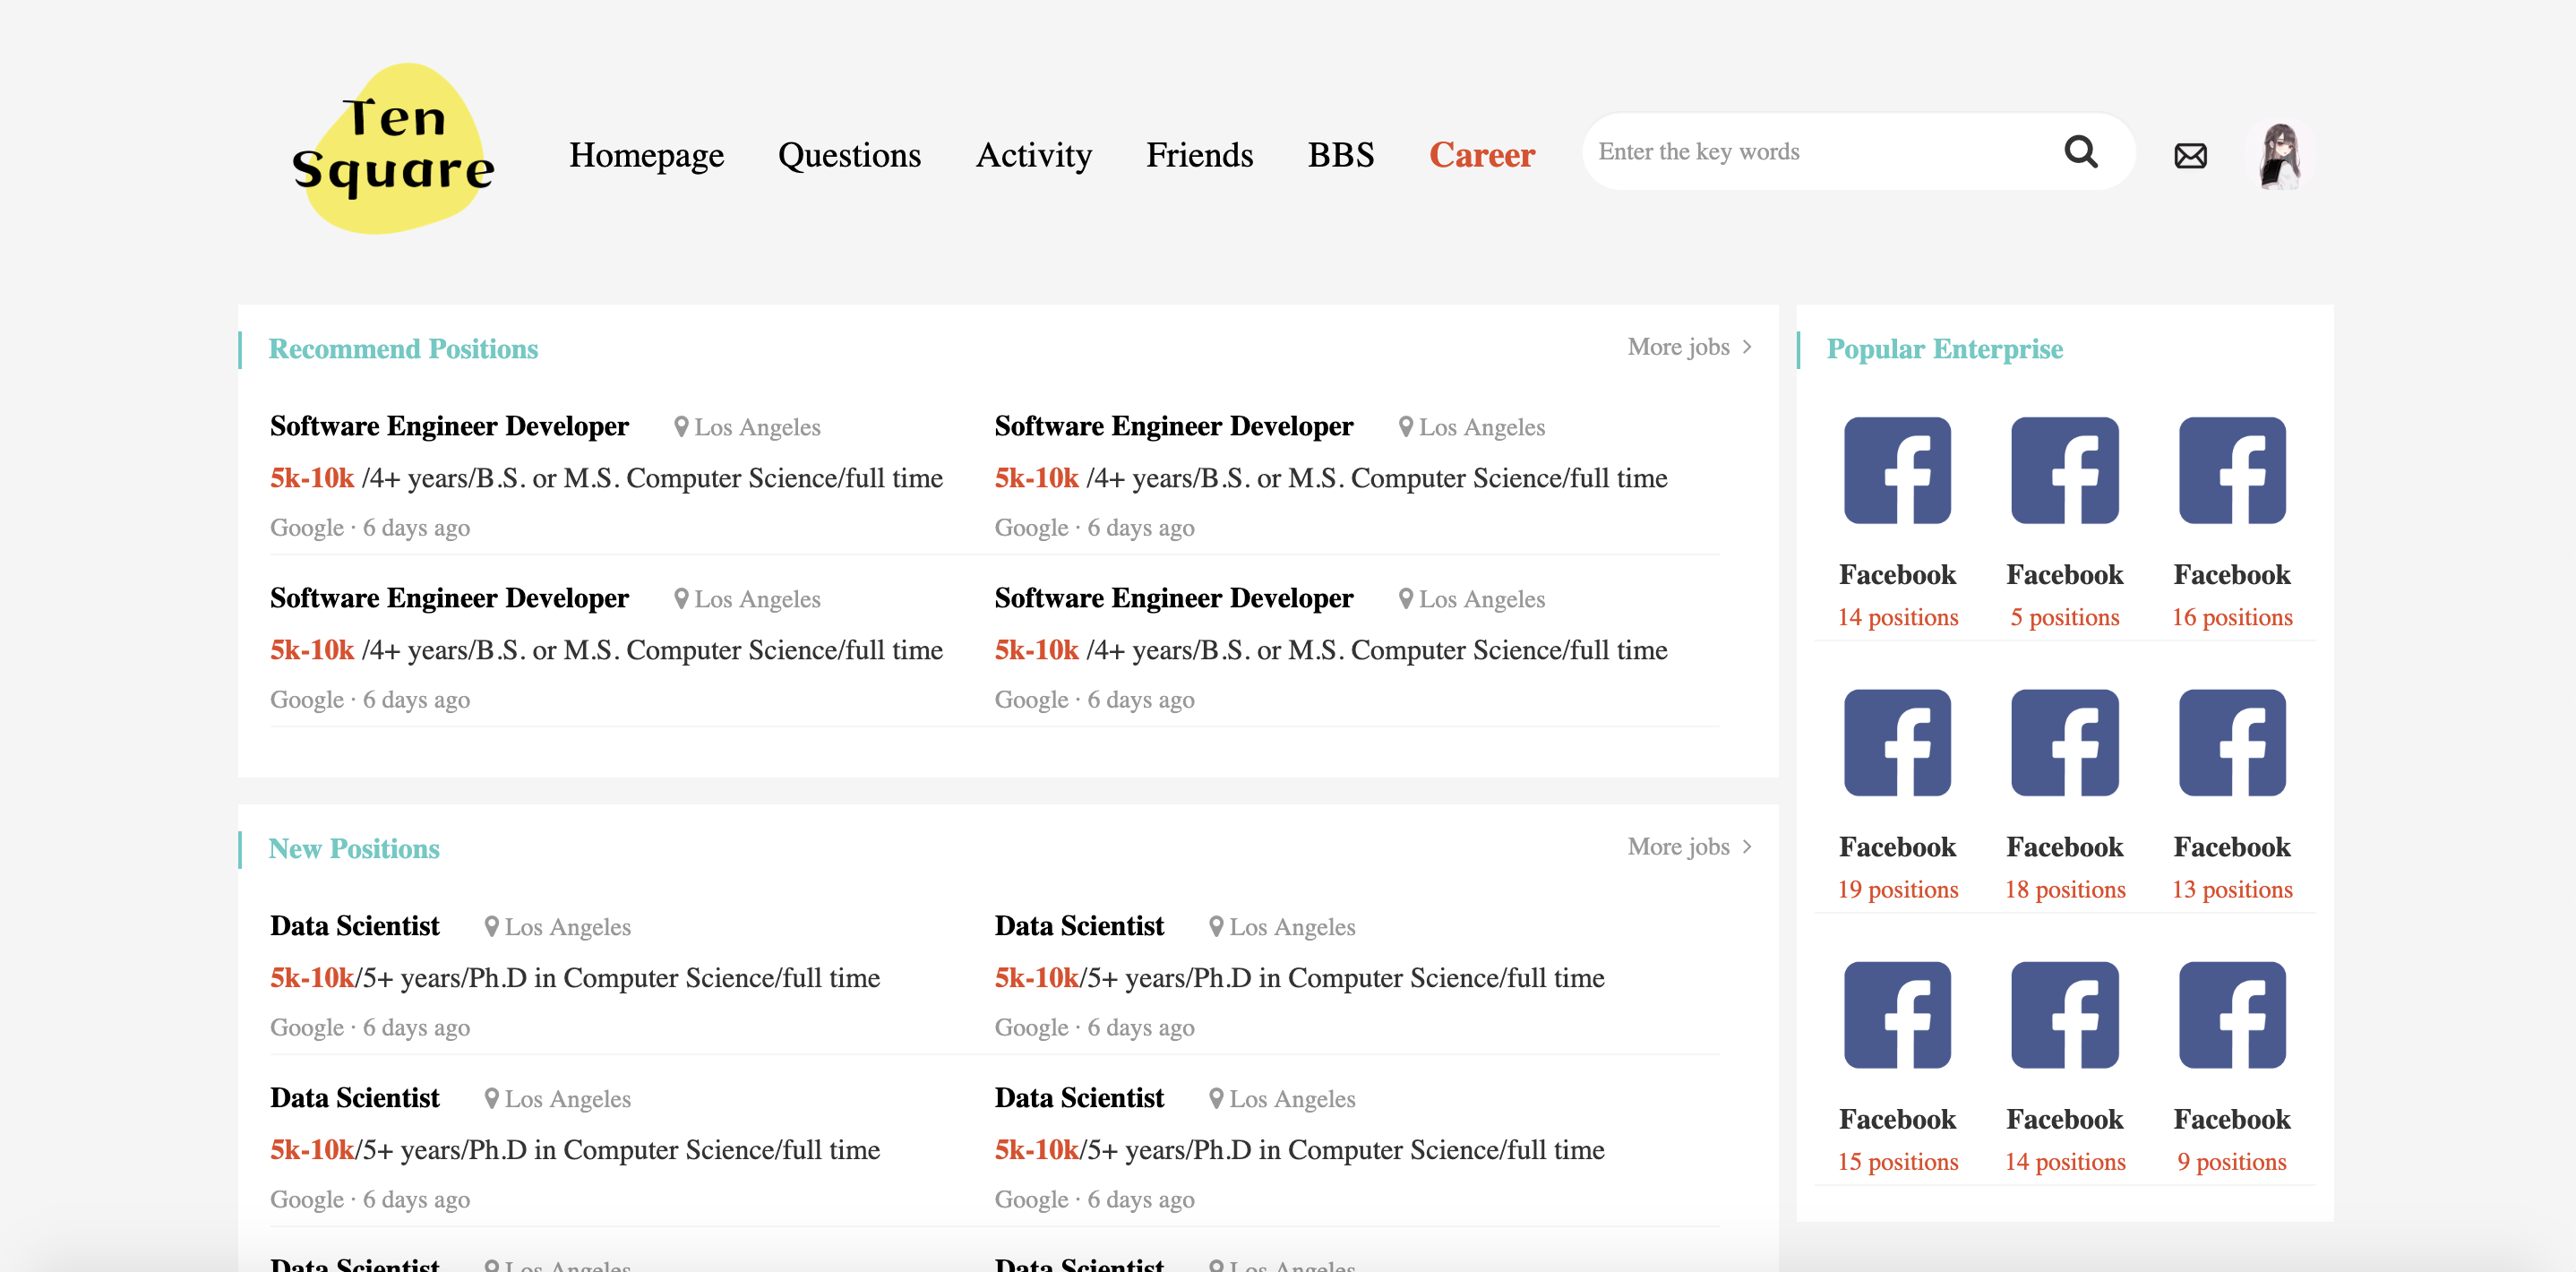 Ten
Square
Homepage Questions Activity Friends BBS Career Enter the key words
Recommend Positions More jobs
Software Engineer Developer Los Angeles
5k-10k /4+ years/B.S. or M.S. Computer Science/full time
Google · 6 days ago
Software Engineer Developer Los Angeles
5k-10k /4+ years/B.S. or M.S. Computer Science/full time
Google · 6 days ago
Software Engineer Developer Los Angeles
5k-10k /4+ years/B.S. or M.S. Computer Science/full time
Google · 6 days ago
Software Engineer Developer Los Angeles
5k-10k /4+ years/B.S. or M.S. Computer Science/full time
Google · 6 days ago
New Positions More jobs
Data Scientist Los Angeles
5k-10k/5+ years/Ph.D in Computer Science/full time
Google · 6 days ago
Data Scientist Los Angeles
5k-10k/5+ years/Ph.D in Computer Science/full time
Google · 6 days ago
Data Scientist Los Angeles
5k-10k/5+ years/Ph.D in Computer Science/full time
Google · 6 days ago
Data Scientist Los Angeles
5k-10k/5+ years/Ph.D in Computer Science/full time
Google · 6 days ago
Data Scientist Los Angeles
Data Scientist Los Angeles
Popular Enterprise
Facebook Facebook Facebook
14 positions 5 positions 16 positions
Facebook Facebook Facebook
19 positions 18 positions 13 positions
Facebook Facebook Facebook
15 positions 14 positions 9 positions